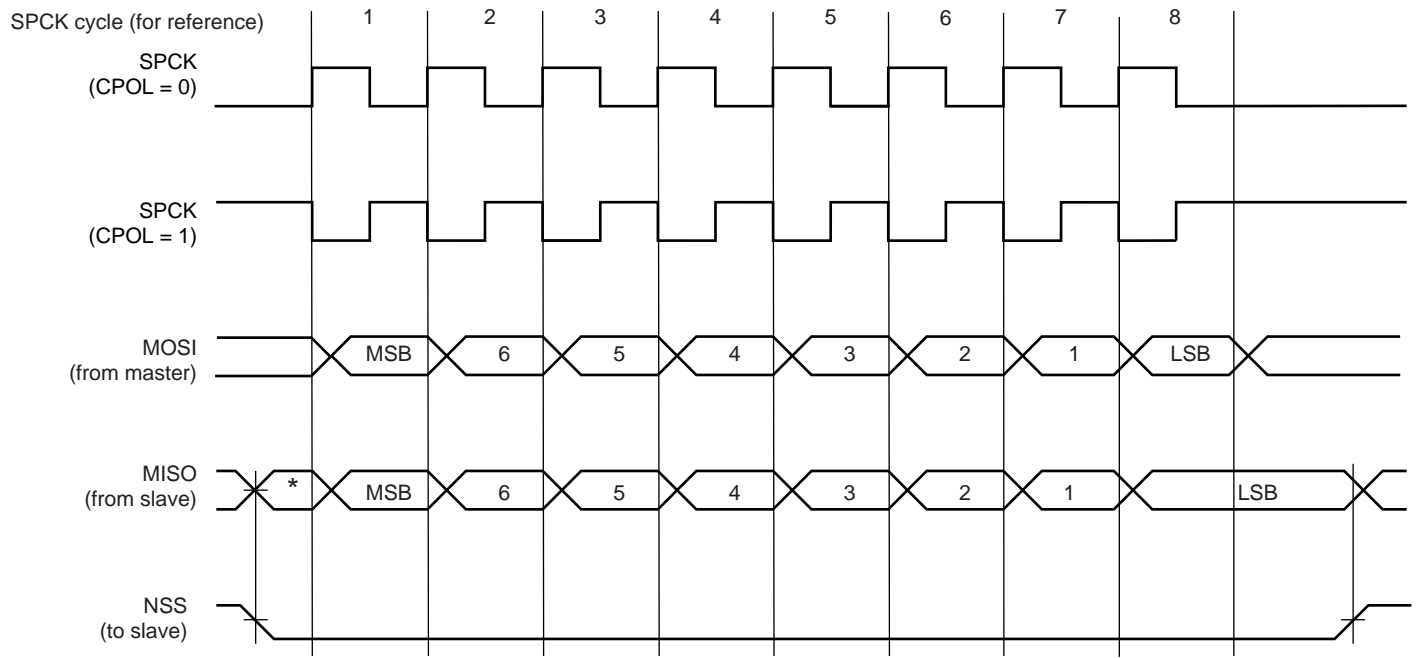 SPCK cycle (for reference) 1 2 3 4 5 6 7 8
SPCK
(CPOL = 0)
SPCK
(CPOL = 1)
MOSI
(from master)
MSB 6 5 4 3 2 1 LSB
MISO
(from slave)
* MSB 6 5 4 3 2 1 LSB
NSS
(to slave)